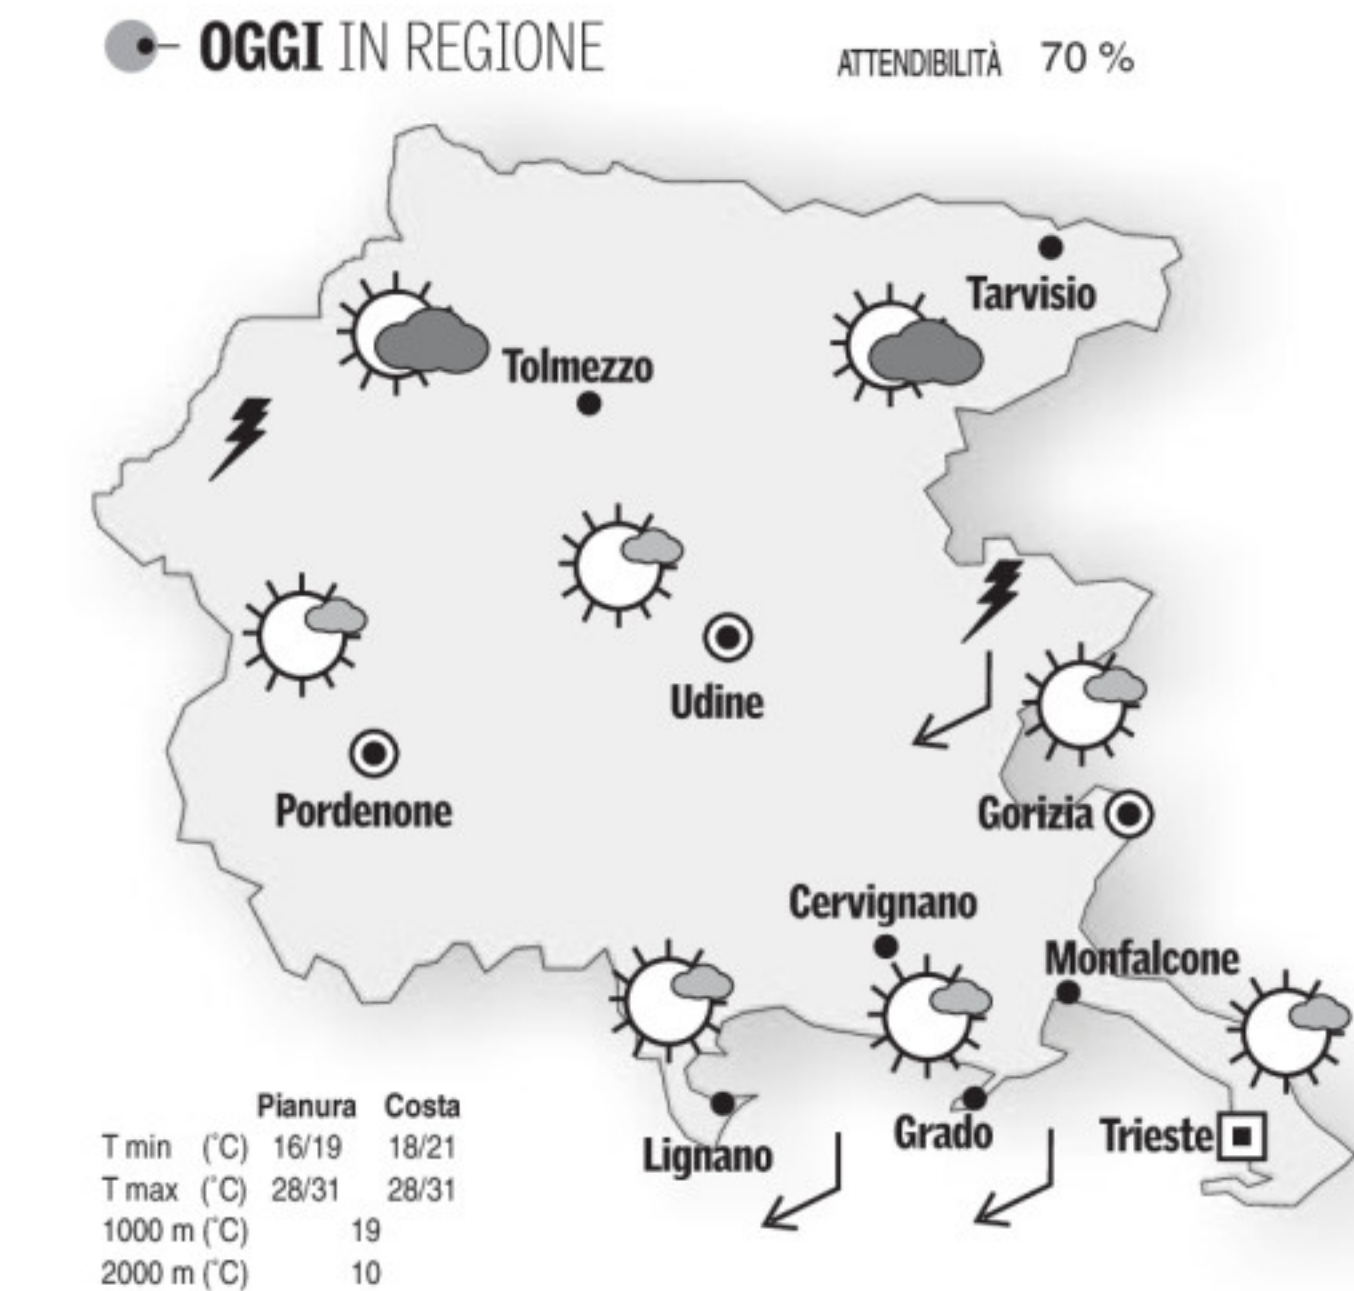 OGGI IN REGIONE
ATTENDIBILITÀ 70 %
Tarvisio
Tolmezzo
Udine
Pordenone
Gorizia
Cervignano
Monfalcone
Grado
Trieste
Lignano
Pianura Costa
T min (°C) 16/19 18/21
T max (°C) 28/31 28/31
1000 m (°C) 19
2000 m (°C) 10